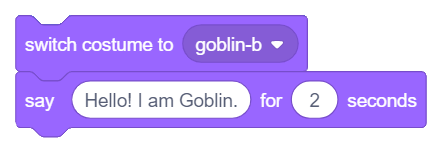 switch costume to goblin-b
say Hello! I am Goblin. for 2 seconds